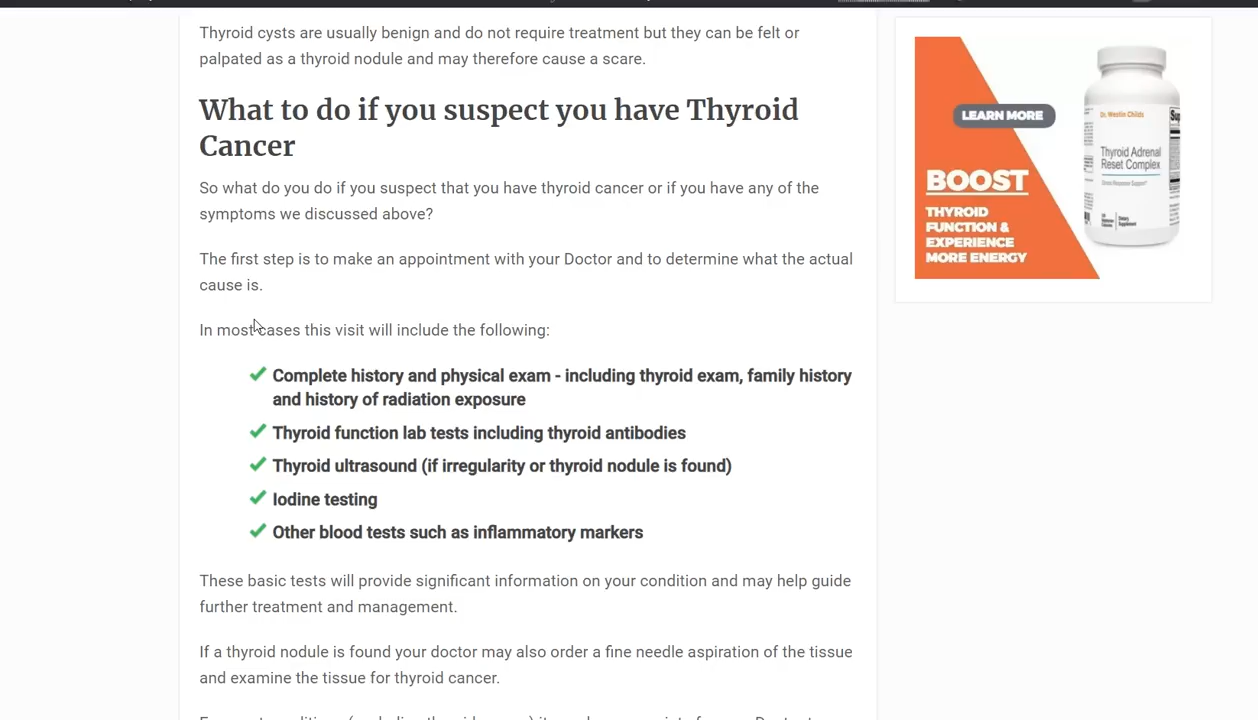 Thyroid cysts are usually benign and do not require treatment but they can be felt or
palpated as a thyroid nodule and may therefore cause a scare.
What to do if you suspect you have Thyroid
Cancer
So what do you do if you suspect that you have thyroid cancer or if you have any of the
symptoms we discussed above?
The first step is to make an appointment with your Doctor and to determine what the actual
cause is.
In most cases this visit will include the following:
Complete history and physical exam - including thyroid exam, family history
and history of radiation exposure
Thyroid function lab tests including thyroid antibodies
Thyroid ultrasound (if irregularity or thyroid nodule is found)
Iodine testing
Other blood tests such as inflammatory markers
These basic tests will provide significant information on your condition and may help guide
further treatment and management.
If a thyroid nodule is found your doctor may also order a fine needle aspiration of the tissue
and examine the tissue for thyroid cancer.
LEARN MORE
BOOST
THYROID
FUNCTION &
EXPERIENCE
MORE ENERGY
Dr. Westin Childs
Thyroid Adrenal
Reset Complex